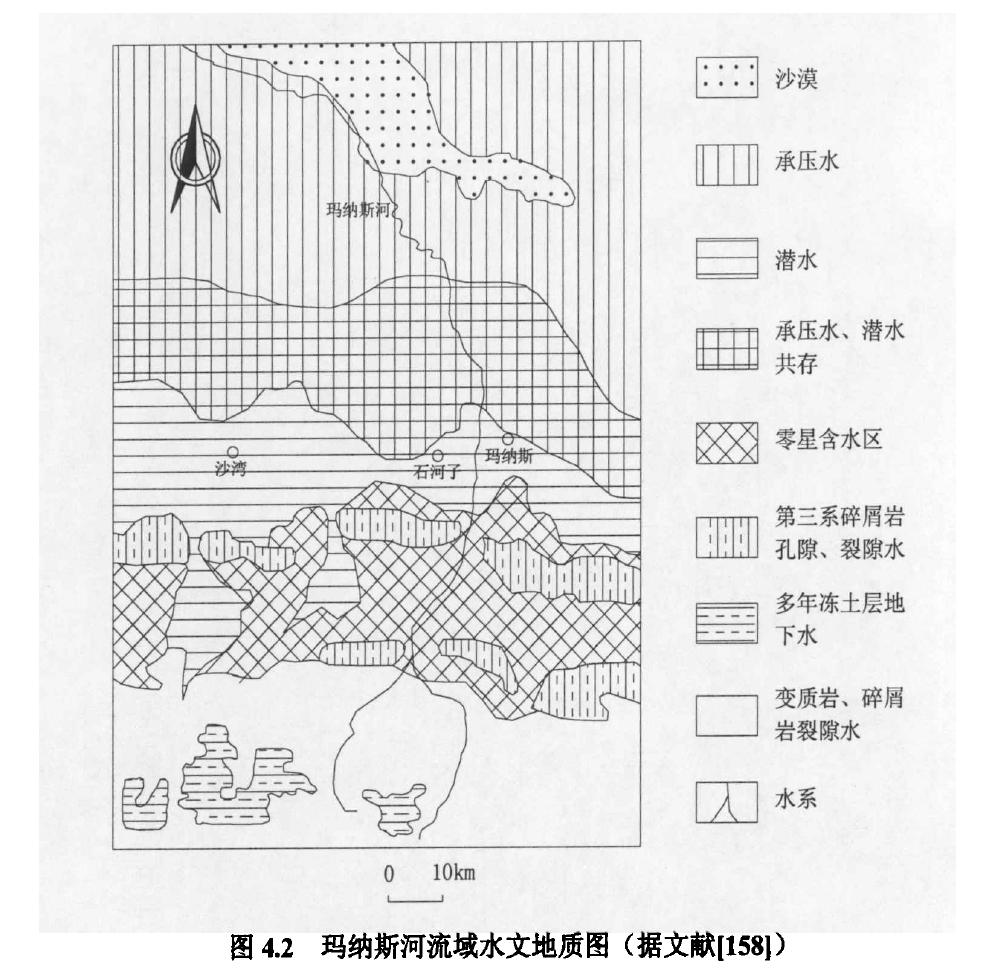 沙漠
承压水
玛纳斯河
潜水
承压水、潜水
共存
零星含水区
玛纳斯
沙湾
石河子
第三系碎屑岩
孔隙、裂隙水
多年冻土层地
下水
变质岩、碎屑
岩裂隙水
水系
0 10km
图 4.2 玛纳斯河流域水文地质图（据文献[158]）